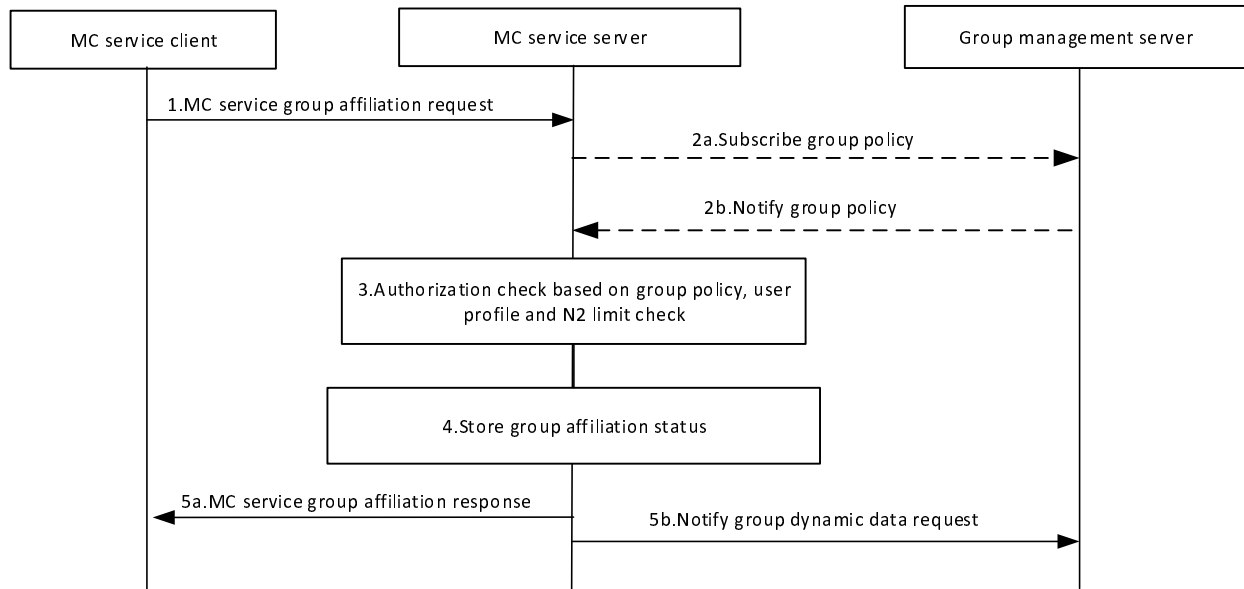 MC service client
MC service server
Group management server
1.MC service group affiliation request
2a.Subscribe group policy
2b.Notify group policy
3.Authorization check based on group policy, user
profile and N2 limit check
4.Store group affiliation status
5a.MC service group affiliation response
5b.Notify group dynamic data request